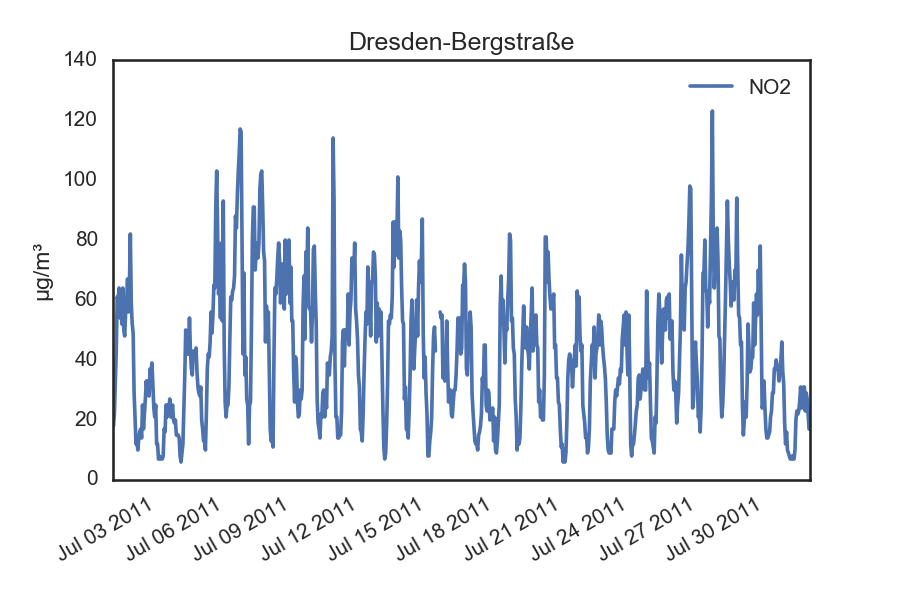 Dresden-Bergstraße
NO2
µg/m³
140
120
100
80
60
40
20
0
Jul 03 2011
Jul 06 2011
Jul 09 2011
Jul 12 2011
Jul 15 2011
Jul 18 2011
Jul 21 2011
Jul 24 2011
Jul 27 2011
Jul 30 2011